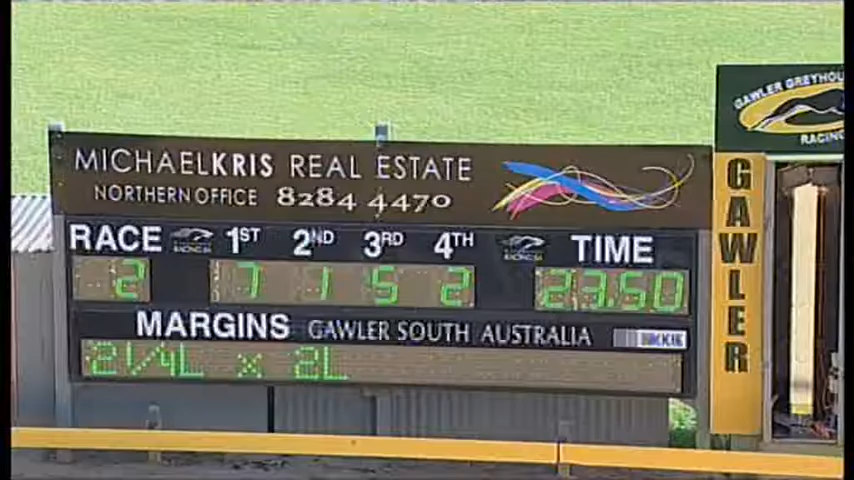 MICHAELKRIS REAL ESTATE
NORTHERN OFFICE 8284 4470
RACE 1ST 2ND 3RD 4TH TIME
2 7 1 5 2 23.50
MARGINS GAWLER SOUTH AUSTRALIA
2 1/4L x 2L
GAWLER GREYHOU
RACING
GAWLER